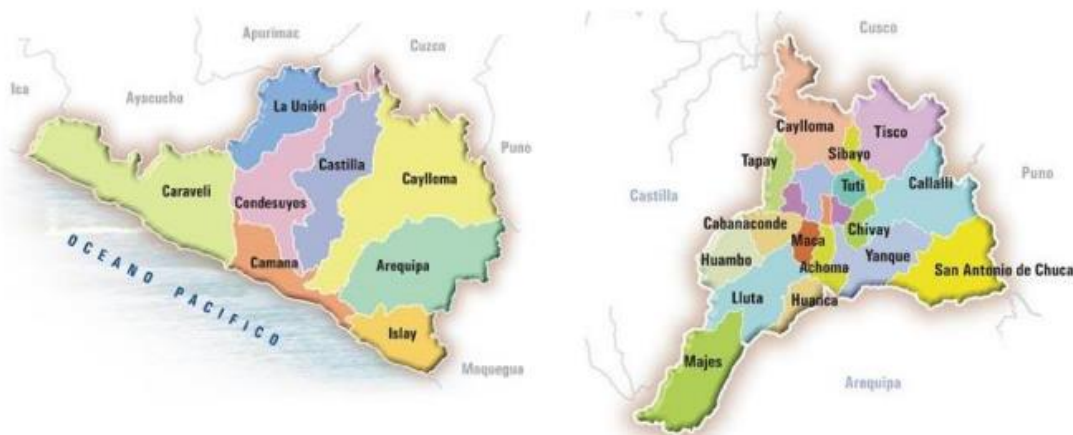 Apurimac
Cuzco
Ica
Ayacucho
La Unión
Puno
Castilla
Caraveli
Caylloma
Condesuyos
Camana
Arequipa
OCEANO PACIFICO
Islay
Moquegua
Cusco
Caylloma
Tisco
Sibayo
Tapay
Puno
Castilla
Tuti
Callalli
Cabanaconde
Chivay
Maca
Yanque
Huambo
Achoma
San Antonio de Chuca
Lluta
Huanca
Majes
Arequipa